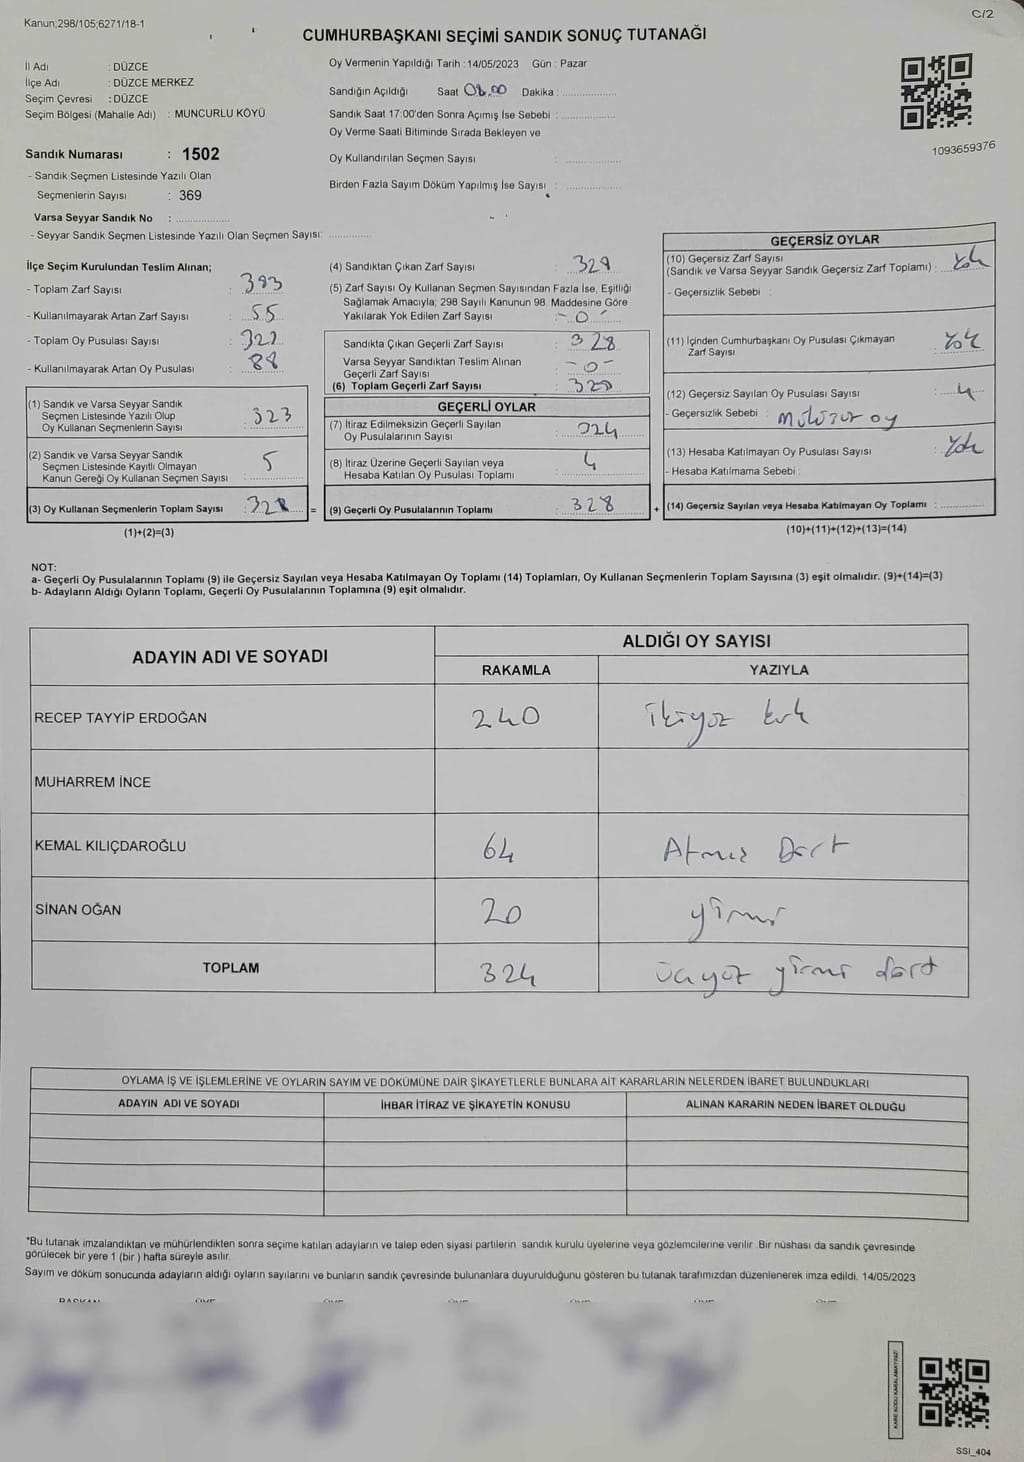 Kanun;298/105;6271/18-1
C/2
CUMHURBAŞKANI SEÇİMİ SANDIK SONUÇ TUTANAĞI
İl Adı : DÜZCE
İlçe Adı : DÜZCE MERKEZ
Seçim Çevresi : DÜZCE
Seçim Bölgesi (Mahalle Adı) : MUNCURLU KÖYÜ
Sandık Numarası : 1502
- Sandık Seçmen Listesinde Yazılı Olan
Seçmenlerin Sayısı : 369
Varsa Seyyar Sandık No : ....................
- Seyyar Sandık Seçmen Listesinde Yazılı Olan Seçmen Sayısı: ...............
Oy Vermenin Yapıldığı Tarih : 14/05/2023 Gün : Pazar
Sandığın Açıldığı Saat 08.00 Dakika : ...................
Sandık Saat 17:00'den Sonra Açımış İse Sebebi : ...................
Oy Verme Saati Bitiminde Sırada Bekleyen ve
Oy Kullandırılan Seçmen Sayısı : ...................
Birden Fazla Sayım Döküm Yapılmış İse Sayısı : ...................
1093659376
İlçe Seçim Kurulundan Teslim Alınan;
- Toplam Zarf Sayısı : 383
- Kullanılmayarak Artan Zarf Sayısı : 55
- Toplam Oy Pusulası Sayısı :
- Kullanılmayarak Artan Oy Pusulası : 88
(1) Sandık ve Varsa Seyyar Sandık
Seçmen Listesinde Yazılı Olup
Oy Kullanan Seçmenlerin Sayısı : 323
(2) Sandık ve Varsa Seyyar Sandık
Seçmen Listesinde Kayıtlı Olmayan
Kanun Gereği Oy Kullanan Seçmen Sayısı : 5
(3) Oy Kullanan Seçmenlerin Toplam Sayısı : 328 =
(1)+(2)=(3)
(4) Sandıktan Çıkan Zarf Sayısı : 328
(5) Zarf Sayısı Oy Kullanan Seçmen Sayısından Fazla İse, Eşitliği
Sağlamak Amacıyla; 298 Sayılı Kanunun 98. Maddesine Göre
Yakılarak Yok Edilen Zarf Sayısı : - 0 -
Sandıkta Çıkan Geçerli Zarf Sayısı : 328
Varsa Seyyar Sandıktan Teslim Alınan
Geçerli Zarf Sayısı : - 0 -
(6) Toplam Geçerli Zarf Sayısı : 328
GEÇERLİ OYLAR
(7) İtiraz Edilmeksizin Geçerli Sayılan
Oy Pusulalarının Sayısı : 324
(8) İtiraz Üzerine Geçerli Sayılan veya
Hesaba Katılan Oy Pusulası Toplamı : 4
(9) Geçerli Oy Pusulalarının Toplamı : 328 +
GEÇERSİZ OYLAR
(10) Geçersiz Zarf Sayısı
(Sandık ve Varsa Seyyar Sandık Geçersiz Zarf Toplamı) : Yok
- Geçersizlik Sebebi :
(11) İçinden Cumhurbaşkanı Oy Pusulası Çıkmayan
Zarf Sayısı : Yok
(12) Geçersiz Sayılan Oy Pusulası Sayısı : 4
- Geçersizlik Sebebi : Mühürsüz oy
(13) Hesaba Katılmayan Oy Pusulası Sayısı : Yok
- Hesaba Katılmama Sebebi :
(14) Geçersiz Sayılan veya Hesaba Katılmayan Oy Toplamı : ............
(10)+(11)+(12)+(13)=(14)
NOT:
a- Geçerli Oy Pusulalarının Toplamı (9) ile Geçersiz Sayılan veya Hesaba Katılmayan Oy Toplamı (14) Toplamları, Oy Kullanan Seçmenlerin Toplam Sayısına (3) eşit olmalıdır. (9)+(14)=(3)
b- Adayların Aldığı Oyların Toplamı, Geçerli Oy Pusulalarının Toplamına (9) eşit olmalıdır.
ADAYIN ADI VE SOYADI
ALDIĞI OY SAYISI
RAKAMLA YAZIYLA
RECEP TAYYİP ERDOĞAN 240 ikiyüz kırk
MUHARREM İNCE
KEMAL KILIÇDAROĞLU 64 Atmış Dört
SİNAN OĞAN 20 yirmi
TOPLAM 324 üçyüz yirmi dört
OYLAMA İŞ VE İŞLEMLERİNE VE OYLARIN SAYIM VE DÖKÜMÜNE DAİR ŞİKAYETLERLE BUNLARA AİT KARARLARIN NELERDEN İBARET BULUNDUKLARI
ADAYIN ADI VE SOYADI İHBAR İTİRAZ VE ŞİKAYETİN KONUSU ALINAN KARARIN NEDEN İBARET OLDUĞU
*Bu tutanak imzalandıktan ve mühürlendikten sonra seçime katılan adayların ve talep eden siyasi partilerin sandık kurulu üyelerine veya gözlemcilerine verilir. Bir nüshası da sandık çevresinde
görülecek bir yere 1 (bir ) hafta süreyle asılır.
Sayım ve döküm sonucunda adayların aldığı oyların sayılarını ve bunların sandık çevresinde bulunanlara duyurulduğunu gösteren bu tutanak tarafımızdan düzenlenerek imza edildi. 14/05/2023
KARE KODU KARALAMAYINIZ!
SSI_404